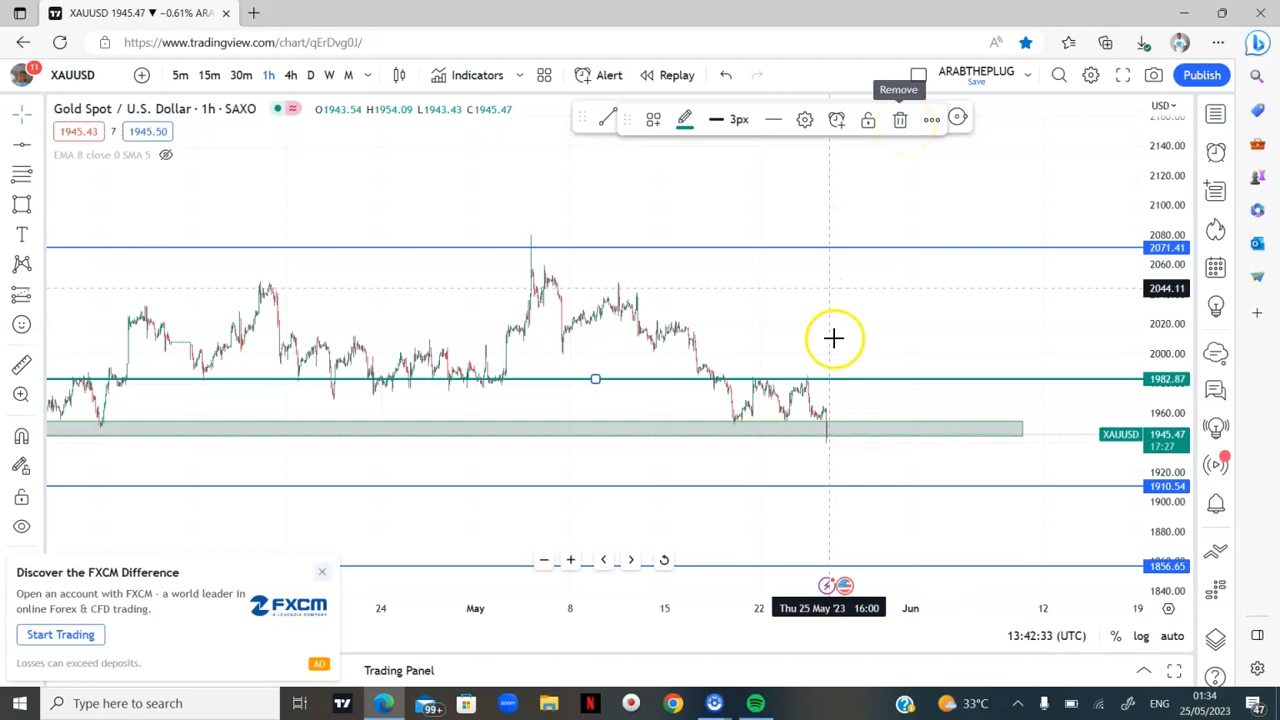 XAUUSD 1945.47 ▼ −0.61% ARAB
https://www.tradingview.com/chart/qErDvg0J/
11
XAUUSD
5m 15m 30m 1h 4h D W M
Indicators
Alert
Replay
ARABTHEPLUG
Save
Publish
Remove
Gold Spot / U.S. Dollar · 1h · SAXO
O1943.54 H1954.09 L1943.43 C1945.47
USD
1945.43 7 1945.50
3px
EMA 8 close 0 SMA 5
2160.00
2140.00
2120.00
2100.00
2080.00
2071.41
2060.00
2044.11
2020.00
2000.00
1982.87
1960.00
XAUUSD 1945.47
17:27
1920.00
1910.54
1900.00
1880.00
1856.65
1840.00
24 May 8 15 22 Thu 25 May '23 16:00 Jun 12 19
13:42:33 (UTC) % log auto
Discover the FXCM Difference
Open an account with FXCM - a world leader in
online Forex & CFD trading.
FXCM
Start Trading
Losses can exceed deposits.
AD
Trading Panel
Type here to search
99+
33°C
ENG
01:34
25/05/2023
47